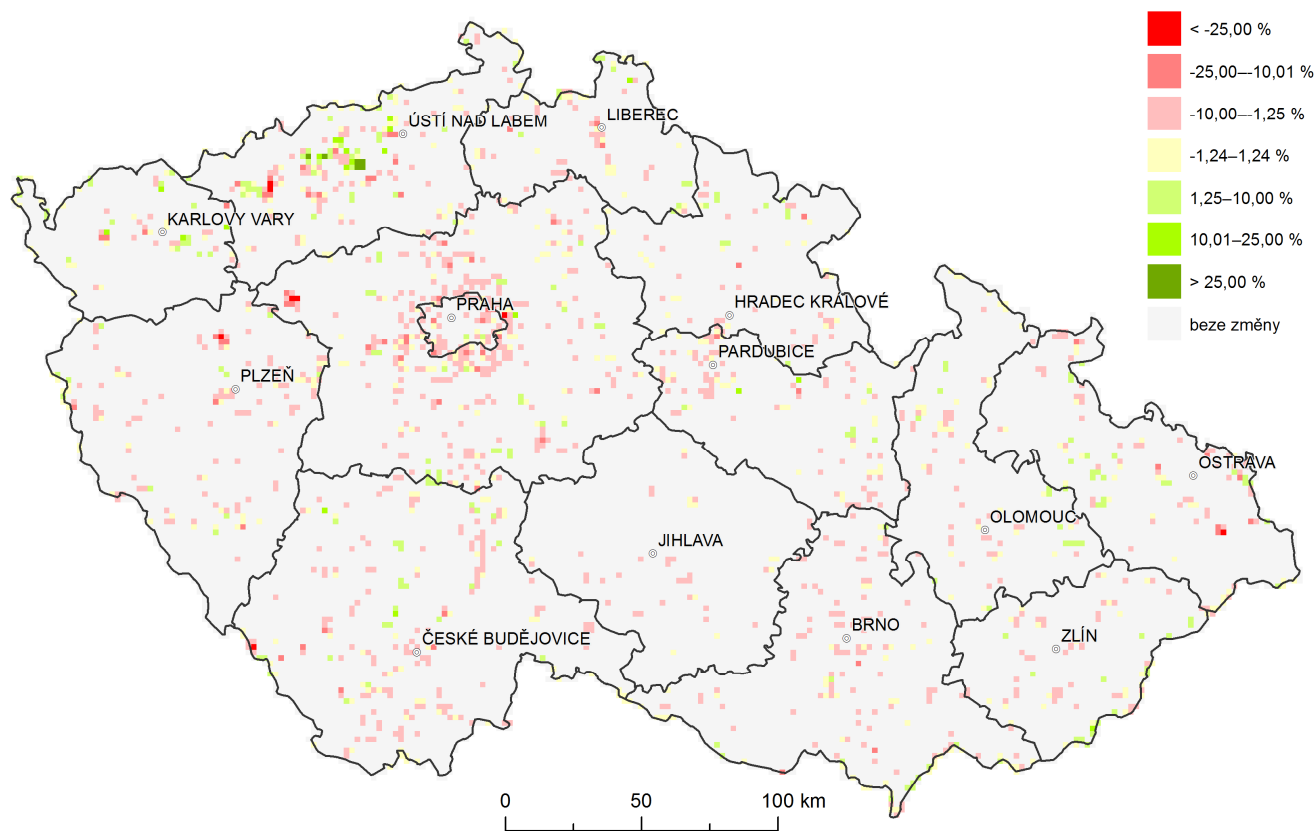 < -25,00 %
-25,00–-10,01 %
-10,00–-1,25 %
-1,24–1,24 %
1,25–10,00 %
10,01–25,00 %
> 25,00 %
beze změny
ÚSTÍ NAD LABEM
LIBEREC
KARLOVY VARY
PRAHA
HRADEC KRÁLOVÉ
PARDUBICE
PLZEŇ
OSTRAVA
OLOMOUC
JIHLAVA
BRNO
ČESKÉ BUDĚJOVICE
ZLÍN
0 50 100 km